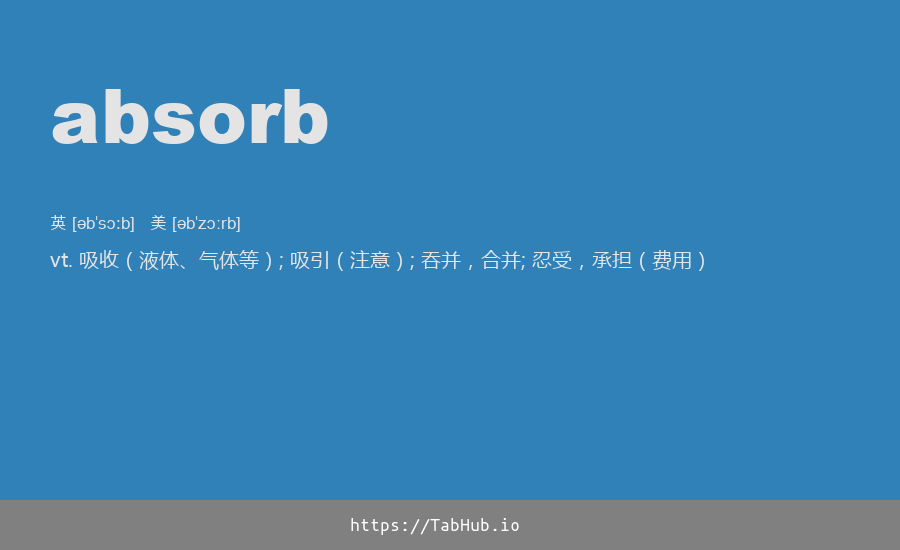 absorb
英 [əbˈsɔːb] 美 [əbˈzɔːrb]
vt. 吸收（液体、气体等）; 吸引（注意）; 吞并，合并; 忍受，承担（费用）
https://TabHub.io